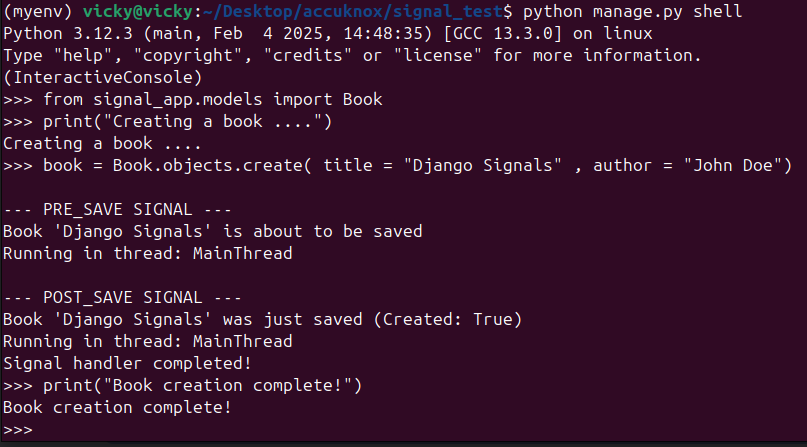 (myenv) vicky@vicky:~/Desktop/accuknox/signal_test$ python manage.py shell
Python 3.12.3 (main, Feb  4 2025, 14:48:35) [GCC 13.3.0] on linux
Type "help", "copyright", "credits" or "license" for more information.
(InteractiveConsole)
>>> from signal_app.models import Book
>>> print("Creating a book ....")
Creating a book ....
>>> book = Book.objects.create( title = "Django Signals" , author = "John Doe")
--- PRE_SAVE SIGNAL ---
Book 'Django Signals' is about to be saved
Running in thread: MainThread
--- POST_SAVE SIGNAL ---
Book 'Django Signals' was just saved (Created: True)
Running in thread: MainThread
Signal handler completed!
>>> print("Book creation complete!")
Book creation complete!
>>>